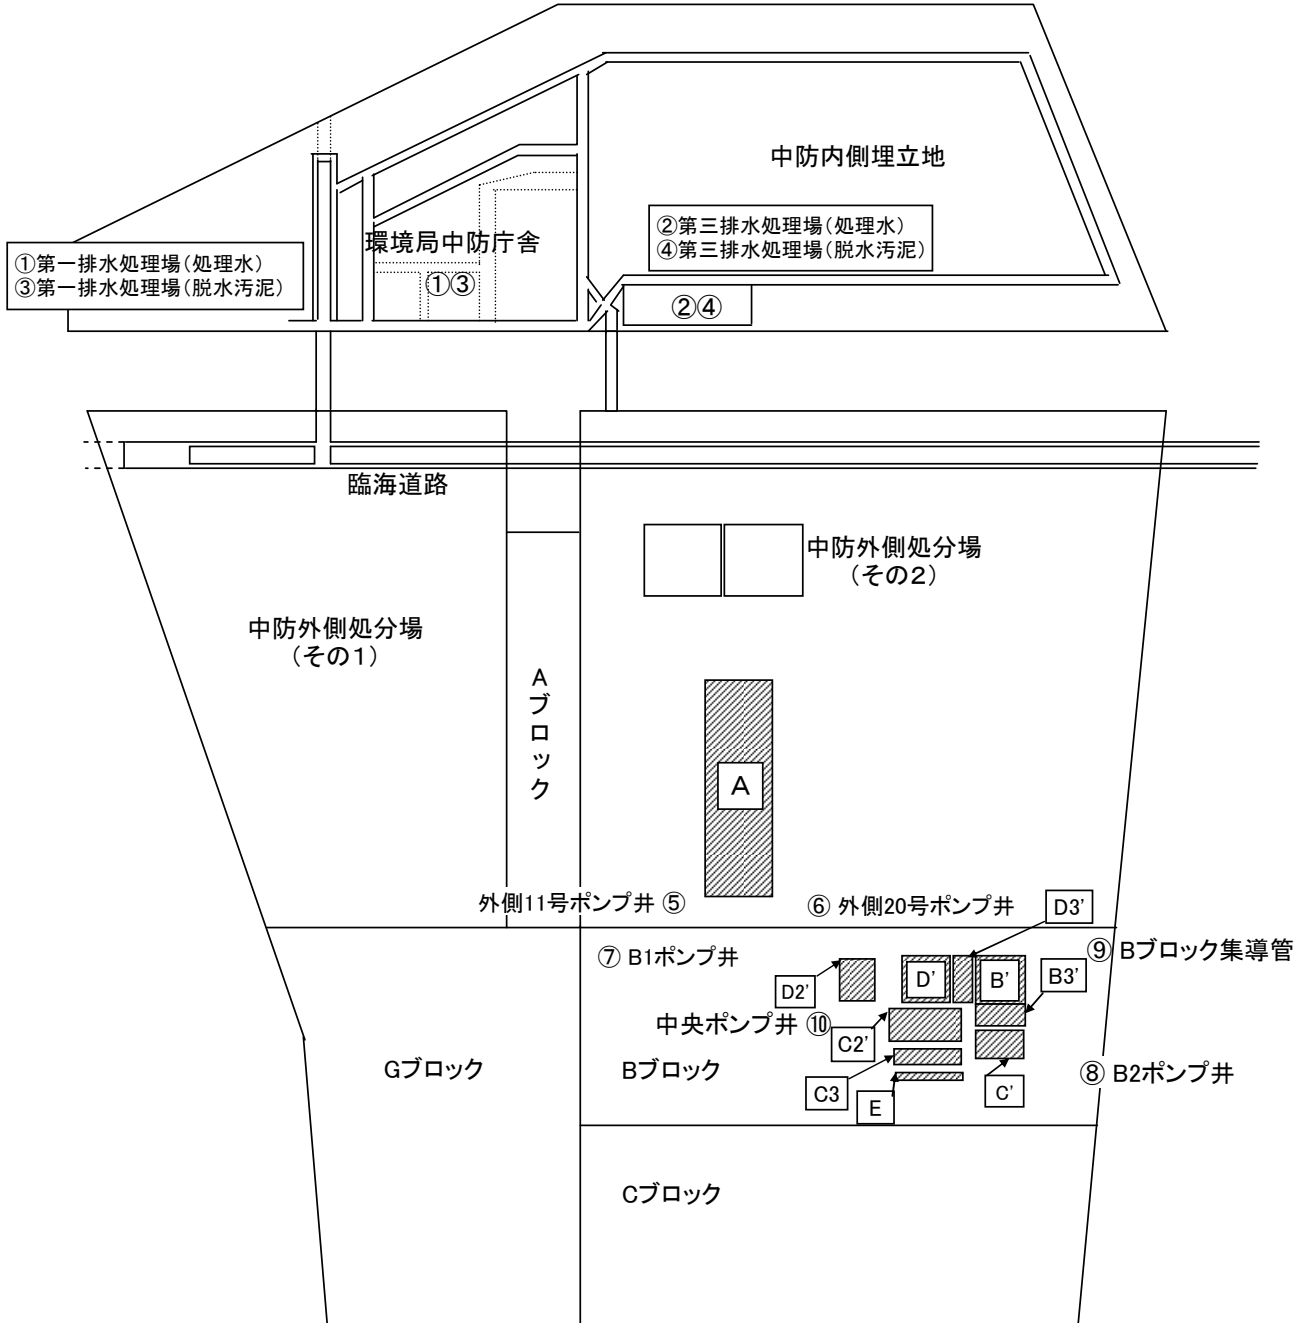 中防内側埋立地
環境局中防庁舎
①第一排水処理場(処理水)
③第一排水処理場(脱水汚泥)
②第三排水処理場(処理水)
④第三排水処理場(脱水汚泥)
①③
②④
臨海道路
中防外側処分場
(その2)
中防外側処分場
(その1)
Aブロック
A
外側11号ポンプ井 ⑤
⑥ 外側20号ポンプ井
D3'
⑦ B1ポンプ井
⑨ Bブロック集導管
D2'
D'
B'
B3'
中央ポンプ井 ⑩
C2'
Gブロック
Bブロック
⑧ B2ポンプ井
C3
E
C'
Cブロック